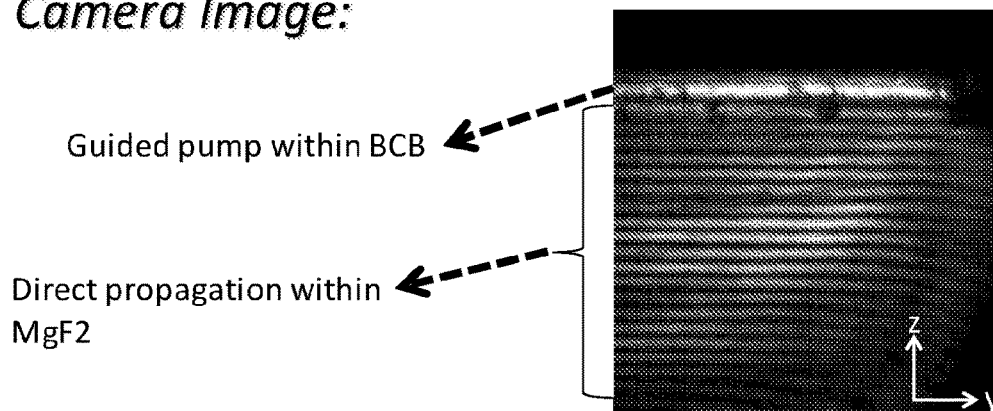 Camera Image:
Guided pump within BCB
Direct propagation within
MgF2
z